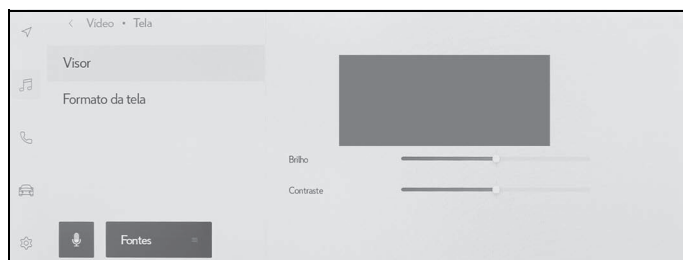 Vídeo • Tela
Visor
Formato da tela
Brilho
Contraste
Fontes